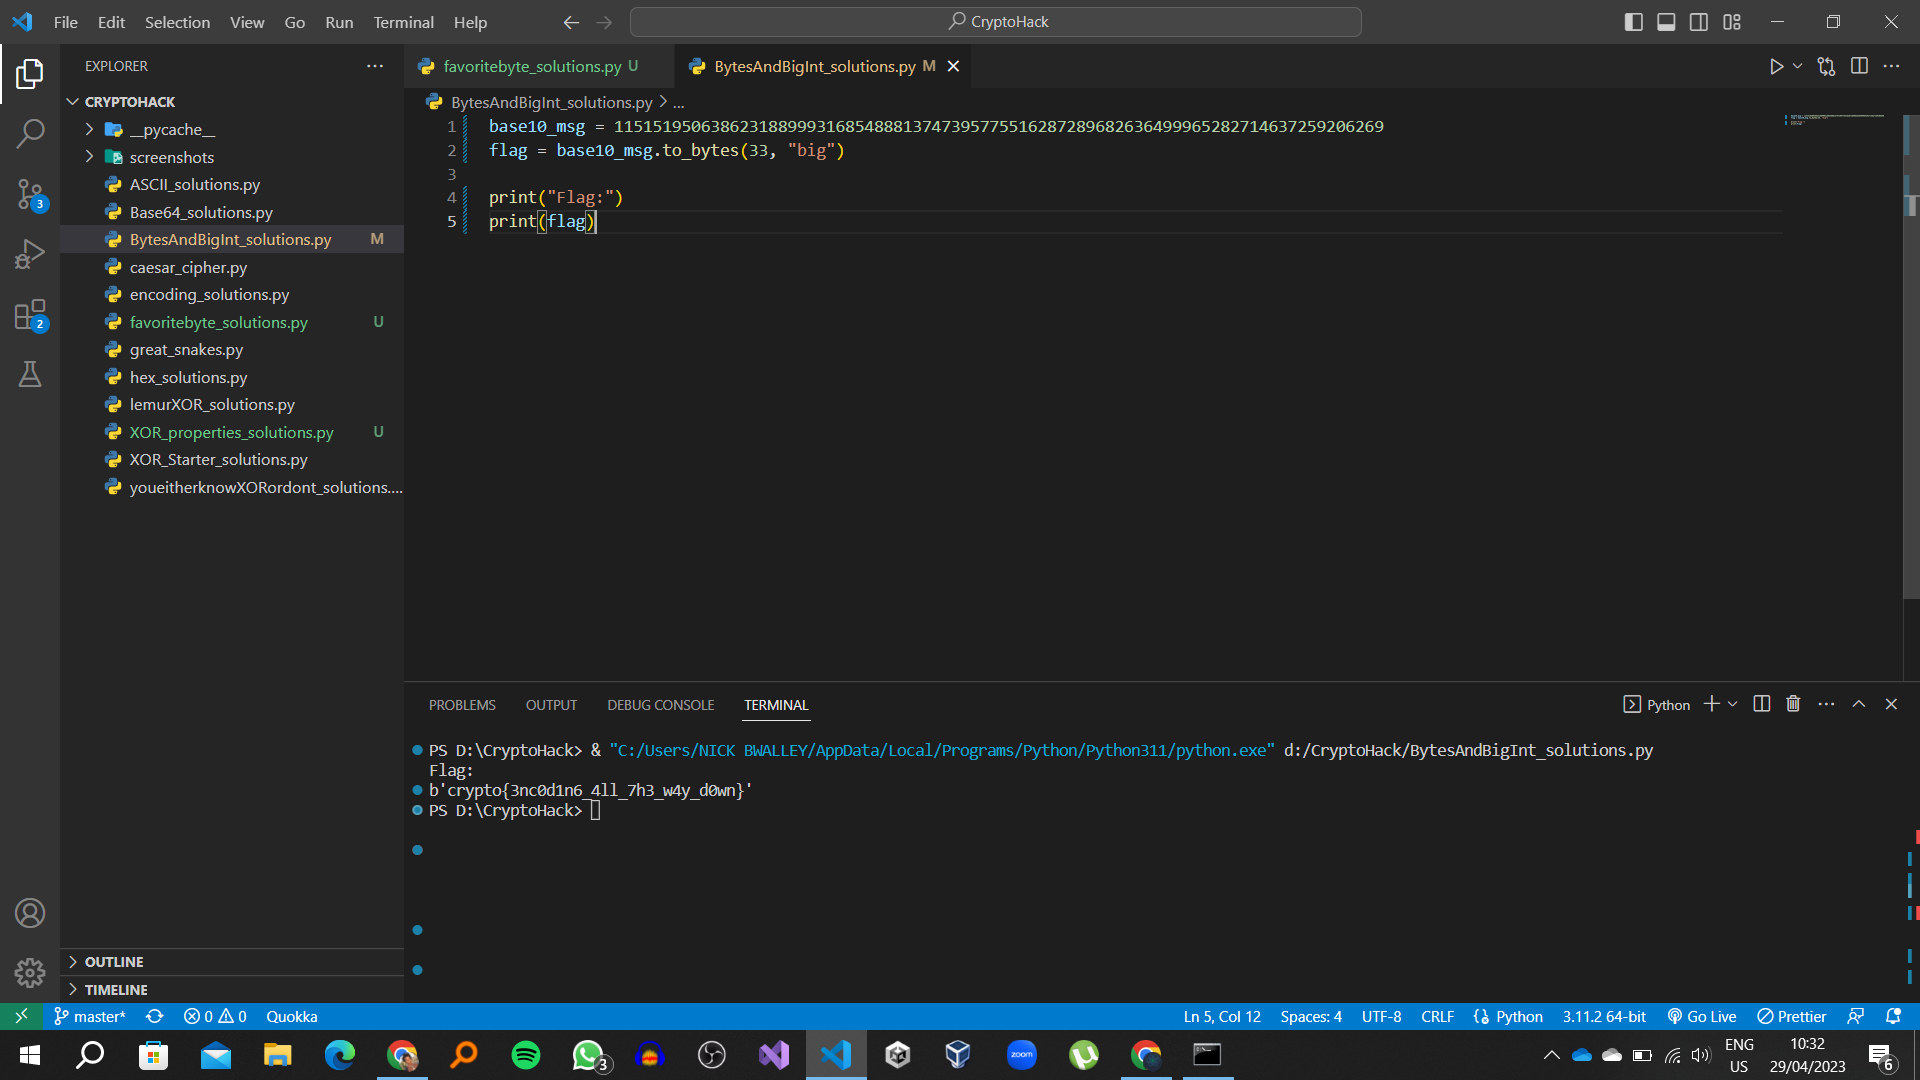 File Edit Selection View Go Run Terminal Help
CryptoHack
EXPLORER
favoritebyte_solutions.py U
BytesAndBigInt_solutions.py M
CRYPTOHACK
__pycache__
screenshots
ASCII_solutions.py
Base64_solutions.py
BytesAndBigInt_solutions.py M
caesar_cipher.py
encoding_solutions.py
favoritebyte_solutions.py U
great_snakes.py
hex_solutions.py
lemurXOR_solutions.py
XOR_properties_solutions.py U
XOR_Starter_solutions.py
youeitherknowXORordont_solutions....
OUTLINE
TIMELINE
3
2
BytesAndBigInt_solutions.py > ...
1 base10_msg = 11515195063862318899931685488813747395775516287289682636499965282714637259206269
2 flag = base10_msg.to_bytes(33, "big")
3
4 print("Flag:")
5 print(flag)
PROBLEMS OUTPUT DEBUG CONSOLE TERMINAL
Python
PS D:\CryptoHack> & "C:/Users/NICK BWALLEY/AppData/Local/Programs/Python/Python311/python.exe" d:/CryptoHack/BytesAndBigInt_solutions.py
Flag:
b'crypto{3nc0d1n6_4ll_7h3_w4y_d0wn}'
PS D:\CryptoHack>
master* 0 0 Quokka
Ln 5, Col 12 Spaces: 4 UTF-8 CRLF Python 3.11.2 64-bit Go Live Prettier
3
zoom
ENG
US
10:32
29/04/2023
6